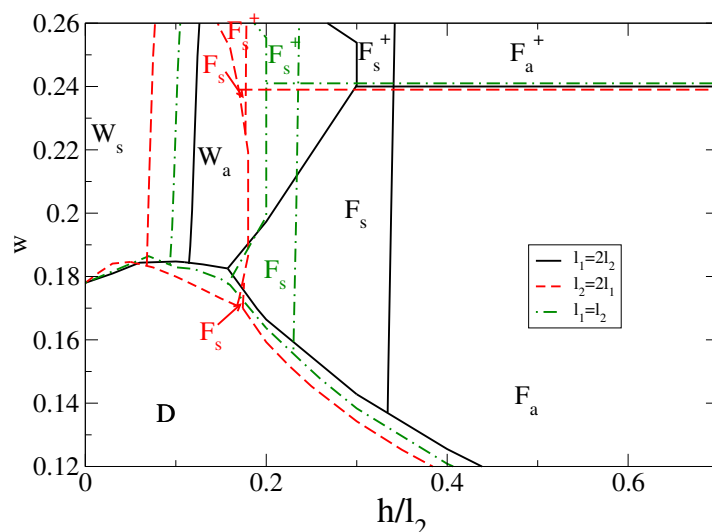 0.26
0.24
0.22
0.2
0.18
0.16
0.14
0.12
w
0
0.2
0.4
0.6
h/l₂
Wₛ
Wₐ
Fₛ
Fₛ⁺
Fₛ⁺
Fₛ⁺
Fₐ⁺
Fₛ
Fₛ
Fₛ
D
Fₐ
l₁=2l₂
l₂=2l₁
l₁=l₂